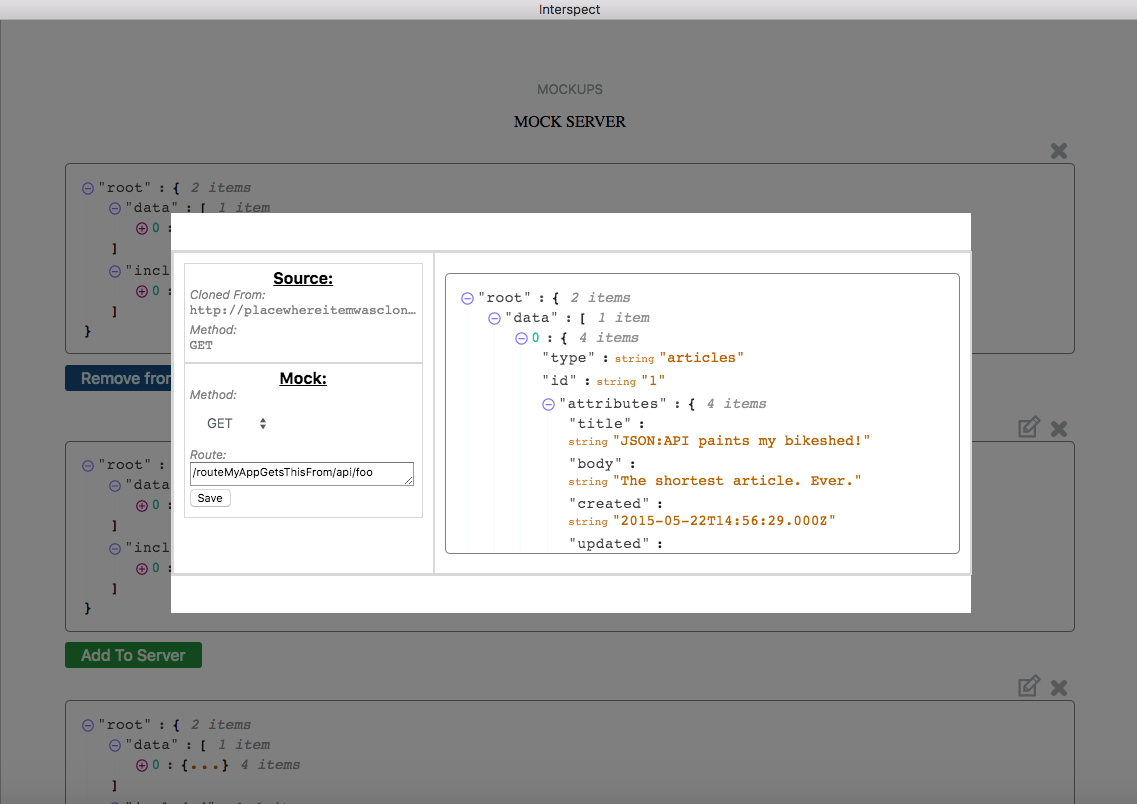 Interspect
MOCKUPS
MOCK SERVER
"root" : { 2 items
"data" : [ 1 item
0 :
]
"incl
0 :
]
}
Remove from
Source:
Cloned From:
http://placewhereitemwasclon...
Method:
GET
Mock:
Method:
GET
Route:
/routeMyAppGetsThisFrom/api/foo
Save
"root" : { 2 items
"data" : [ 1 item
0 : { 4 items
"type" : string "articles"
"id" : string "1"
"attributes" : { 4 items
"title" :
string "JSON:API paints my bikeshed!"
"body" :
string "The shortest article. Ever."
"created" :
string "2015-05-22T14:56:29.000Z"
"updated" :
"root" :
"data
0 :
]
"incl
0 :
]
}
Add To Server
"root" : { 2 items
"data" : [ 1 item
0 : {...} 4 items
]